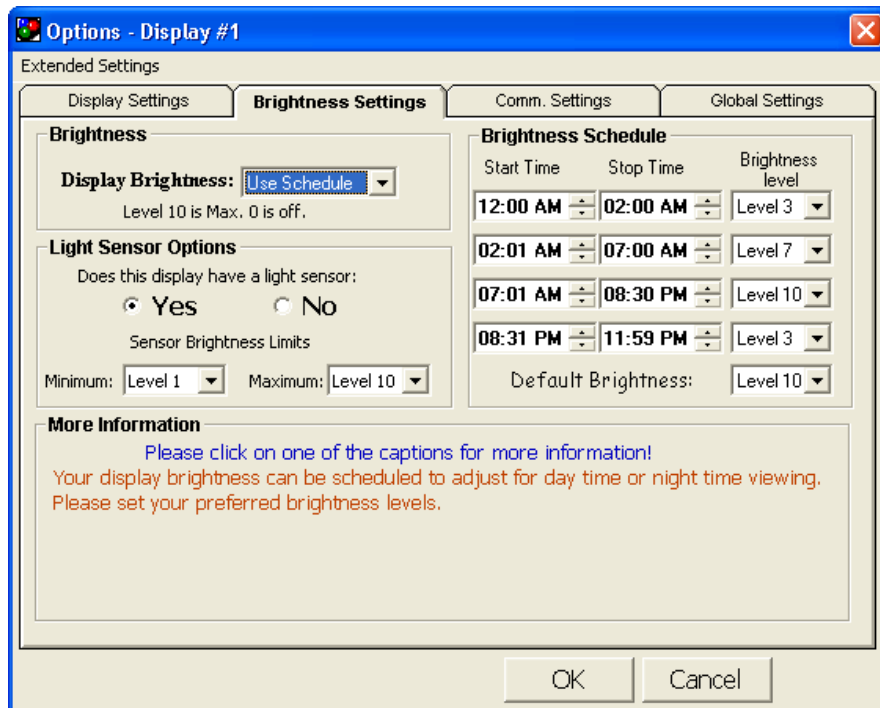 Options - Display #1
Extended Settings
Display Settings
Brightness Settings
Comm. Settings
Global Settings
Brightness
Display Brightness: Use Schedule
Level 10 is Max. 0 is off.
Light Sensor Options
Does this display have a light sensor:
Yes No
Sensor Brightness Limits
Minimum: Level 1 Maximum: Level 10
Brightness Schedule
Start Time Stop Time Brightness level
12:00 AM 02:00 AM Level 3
02:01 AM 07:00 AM Level 7
07:01 AM 08:30 PM Level 10
08:31 PM 11:59 PM Level 3
Default Brightness: Level 10
More Information
Please click on one of the captions for more information!
Your display brightness can be scheduled to adjust for day time or night time viewing.
Please set your preferred brightness levels.
OK Cancel